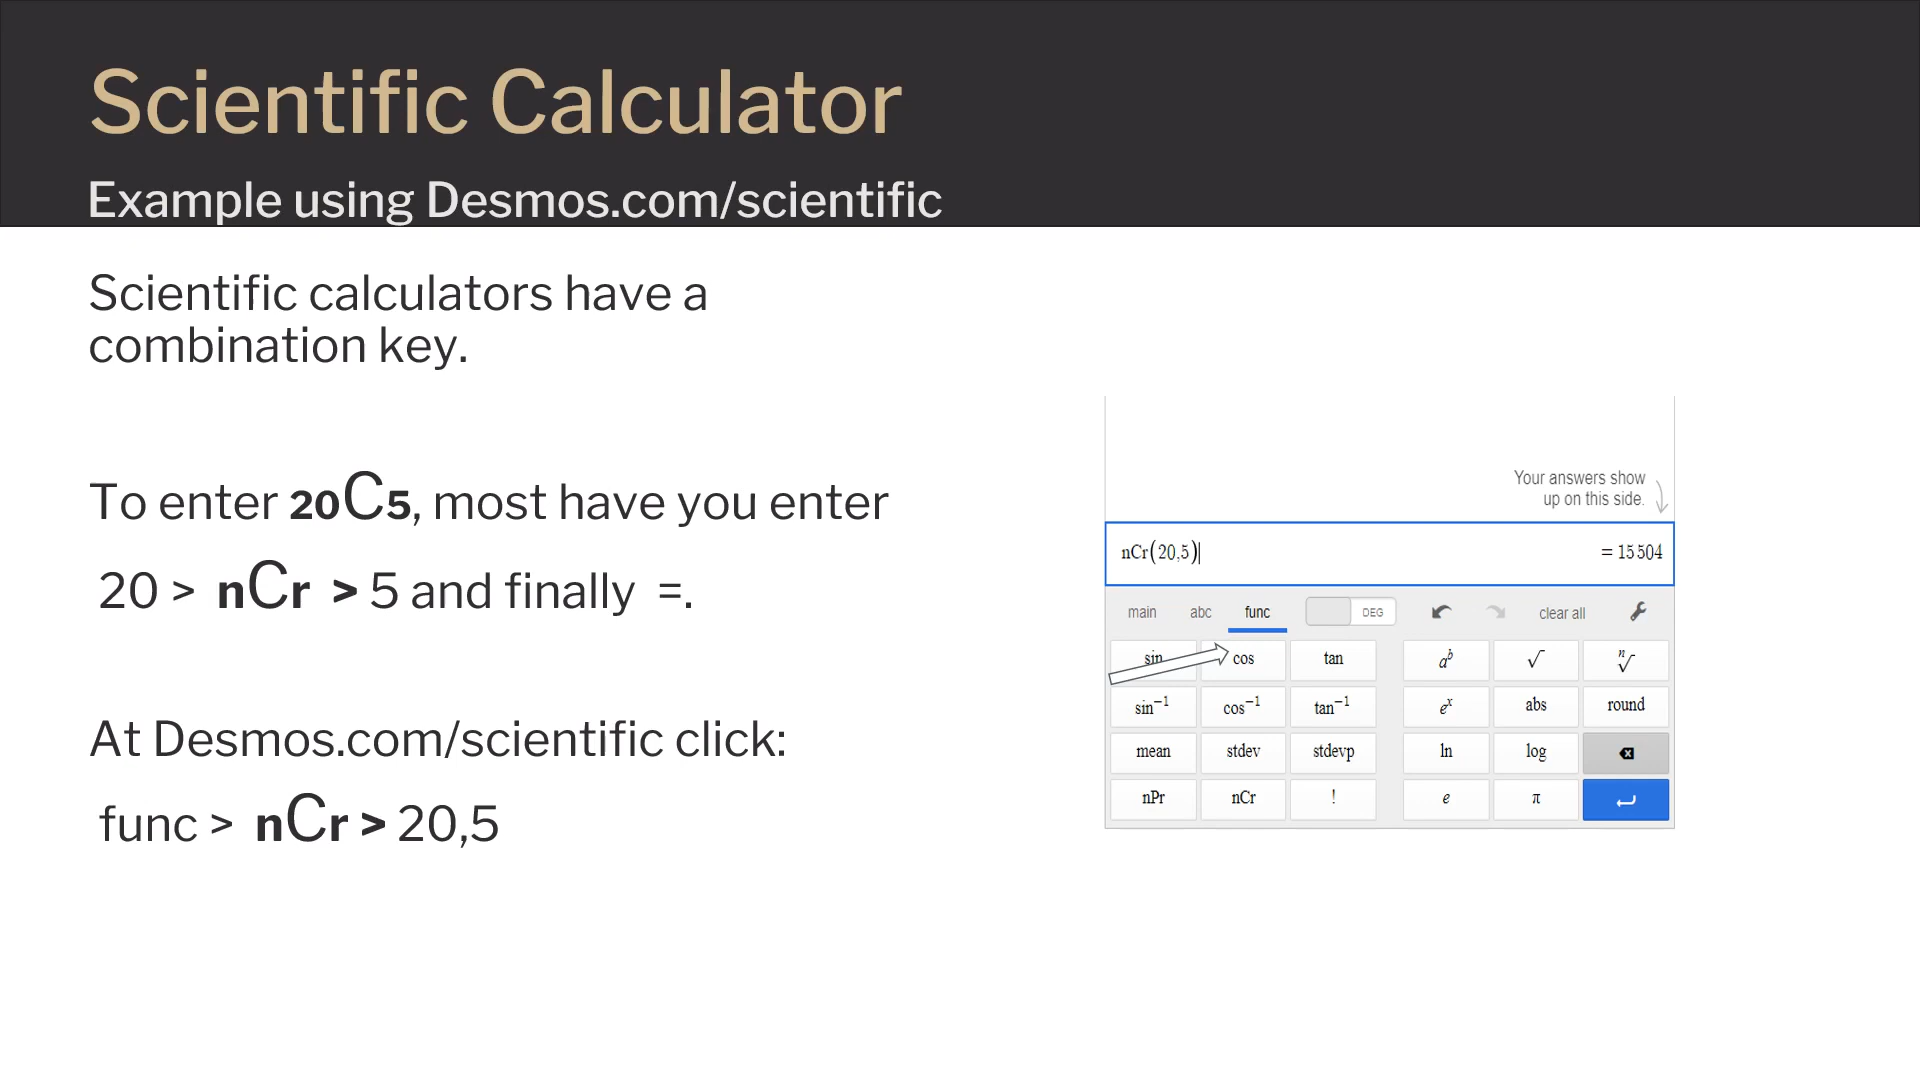 Scientific Calculator
Example using Desmos.com/scientific
Scientific calculators have a
combination key.
To enter 20C5, most have you enter
20 > nCr > 5 and finally =.
At Desmos.com/scientific click:
func > nCr > 20,5
Your answers show
up on this side.
nCr(20,5) = 15504
main abc func DEG clear all
sin cos tan a^b √ ⁿ√
sin⁻¹ cos⁻¹ tan⁻¹ eˣ abs round
mean stdev stdevp ln log
nPr nCr ! e π